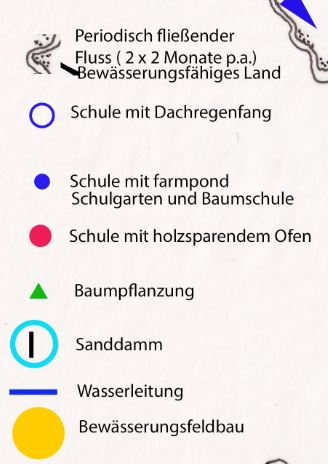 Periodisch fließender
Fluss ( 2 x 2 Monate p.a.)
Bewässerungsfähiges Land
Schule mit Dachregenfang
Schule mit farmpond
Schulgarten und Baumschule
Schule mit holzsparendem Ofen
Baumpflanzung
Sanddamm
Wasserleitung
Bewässerungsfeldbau